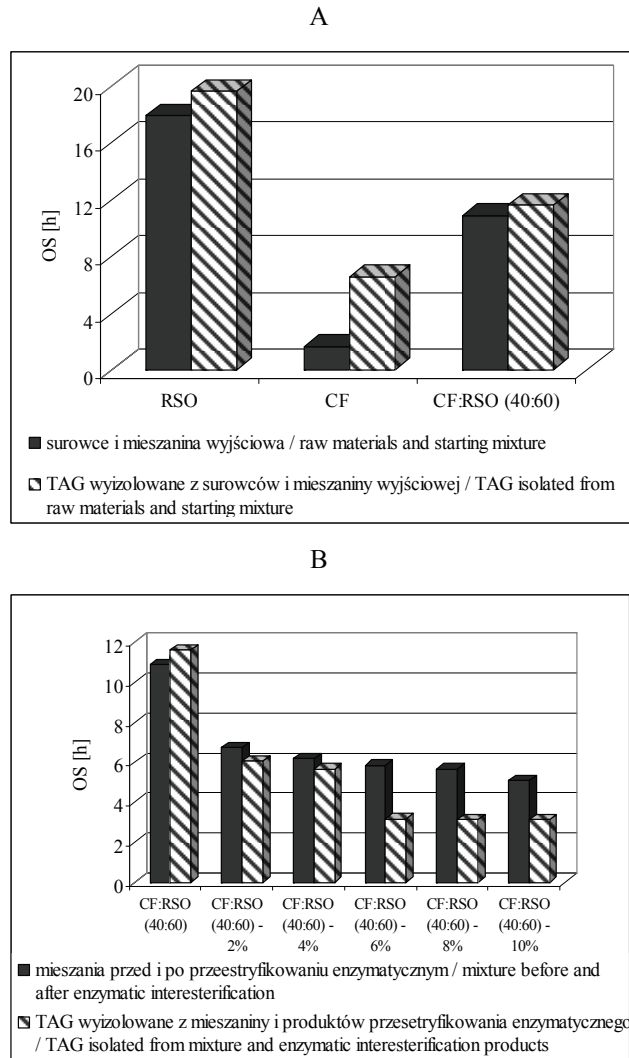 A
20
16
12
8
4
0
OS [h]
RSO
CF
CF:RSO (40:60)
surowce i mieszanina wyjściowa / raw materials and starting mixture
TAG wyizolowane z surowców i mieszaniny wyjściowej / TAG isolated from
raw materials and starting mixture
B
12
10
8
6
4
2
0
OS [h]
CF:RSO
(40:60)
CF:RSO
(40:60) -
2%
CF:RSO
(40:60) -
4%
CF:RSO
(40:60) -
6%
CF:RSO
(40:60) -
8%
CF:RSO
(40:60) -
10%
mieszania przed i po przeestryfikowaniu enzymatycznym / mixture before and
after enzymatic interesterification
TAG wyizolowane z mieszaniny i produktów przesetryfikowania enzymatycznego
/ TAG isolated from mixture and enzymatic interesterification products